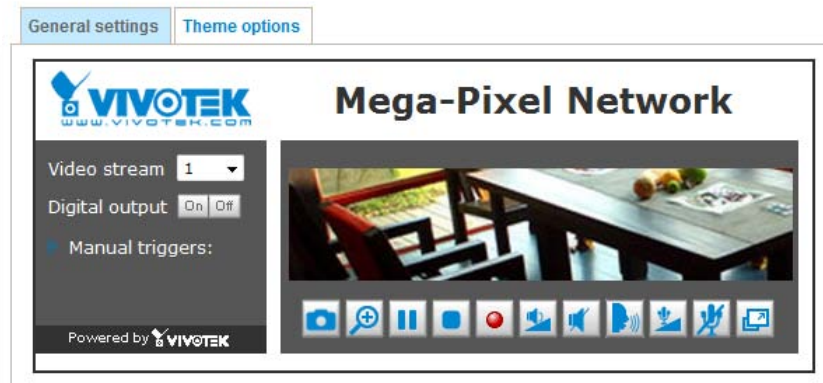 General settings
Theme options
VIVOTEK
www.vivotek.com
Mega-Pixel Network
Video stream 1
Digital output On Off
Manual triggers:
Powered by VIVOTEK